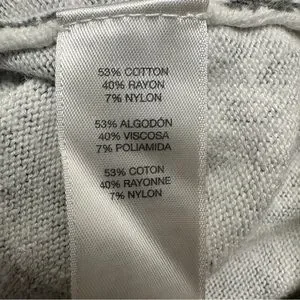 53% COTTON
40% RAYON
7% NYLON
53% ALGODÓN
40% VISCOSA
7% POLIAMIDA
53% COTON
40% RAYONNE
7% NYLON